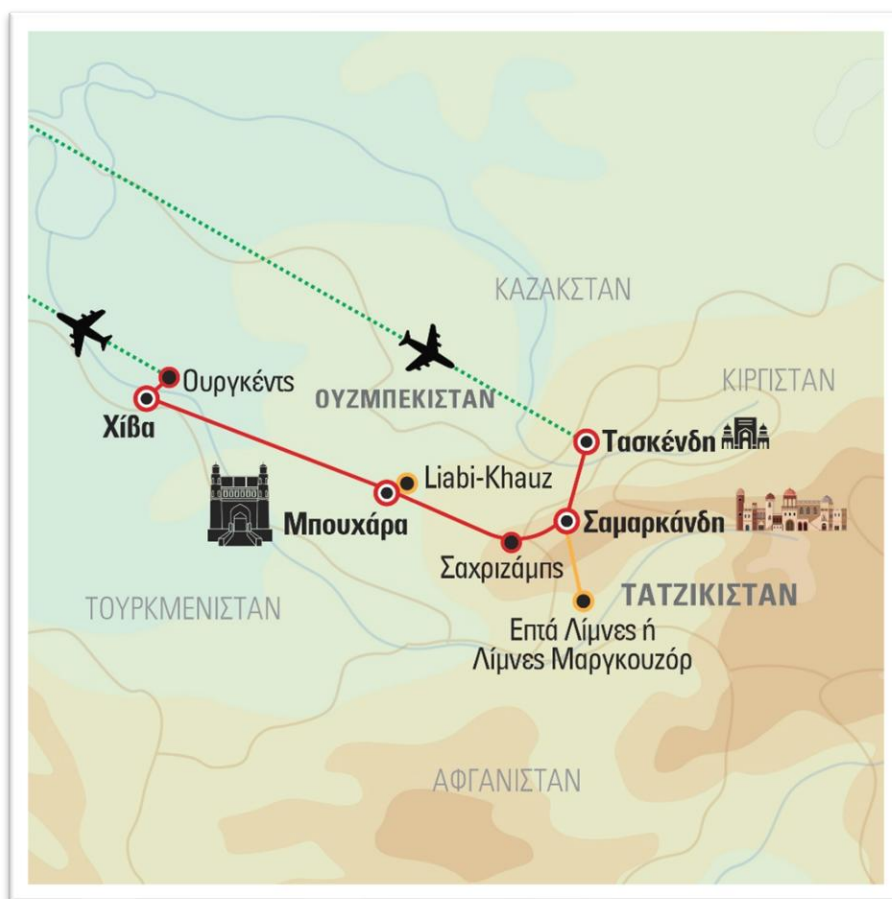 ΚΑΖΑΚΣΤΑΝ
ΚΙΡΓΙΣΤΑΝ
Ουργκέντς
ΟΥΖΜΠΕΚΙΣΤΑΝ
Χίβα
Τασκένδη
Liabi-Khauz
Μπουχάρα
Σαμαρκάνδη
Σαχριζάμπς
ΤΟΥΡΚΜΕΝΙΣΤΑΝ
ΤΑΤΖΙΚΙΣΤΑΝ
Επτά Λίμνες ή
Λίμνες Μαργκουζόρ
ΑΦΓΑΝΙΣΤΑΝ